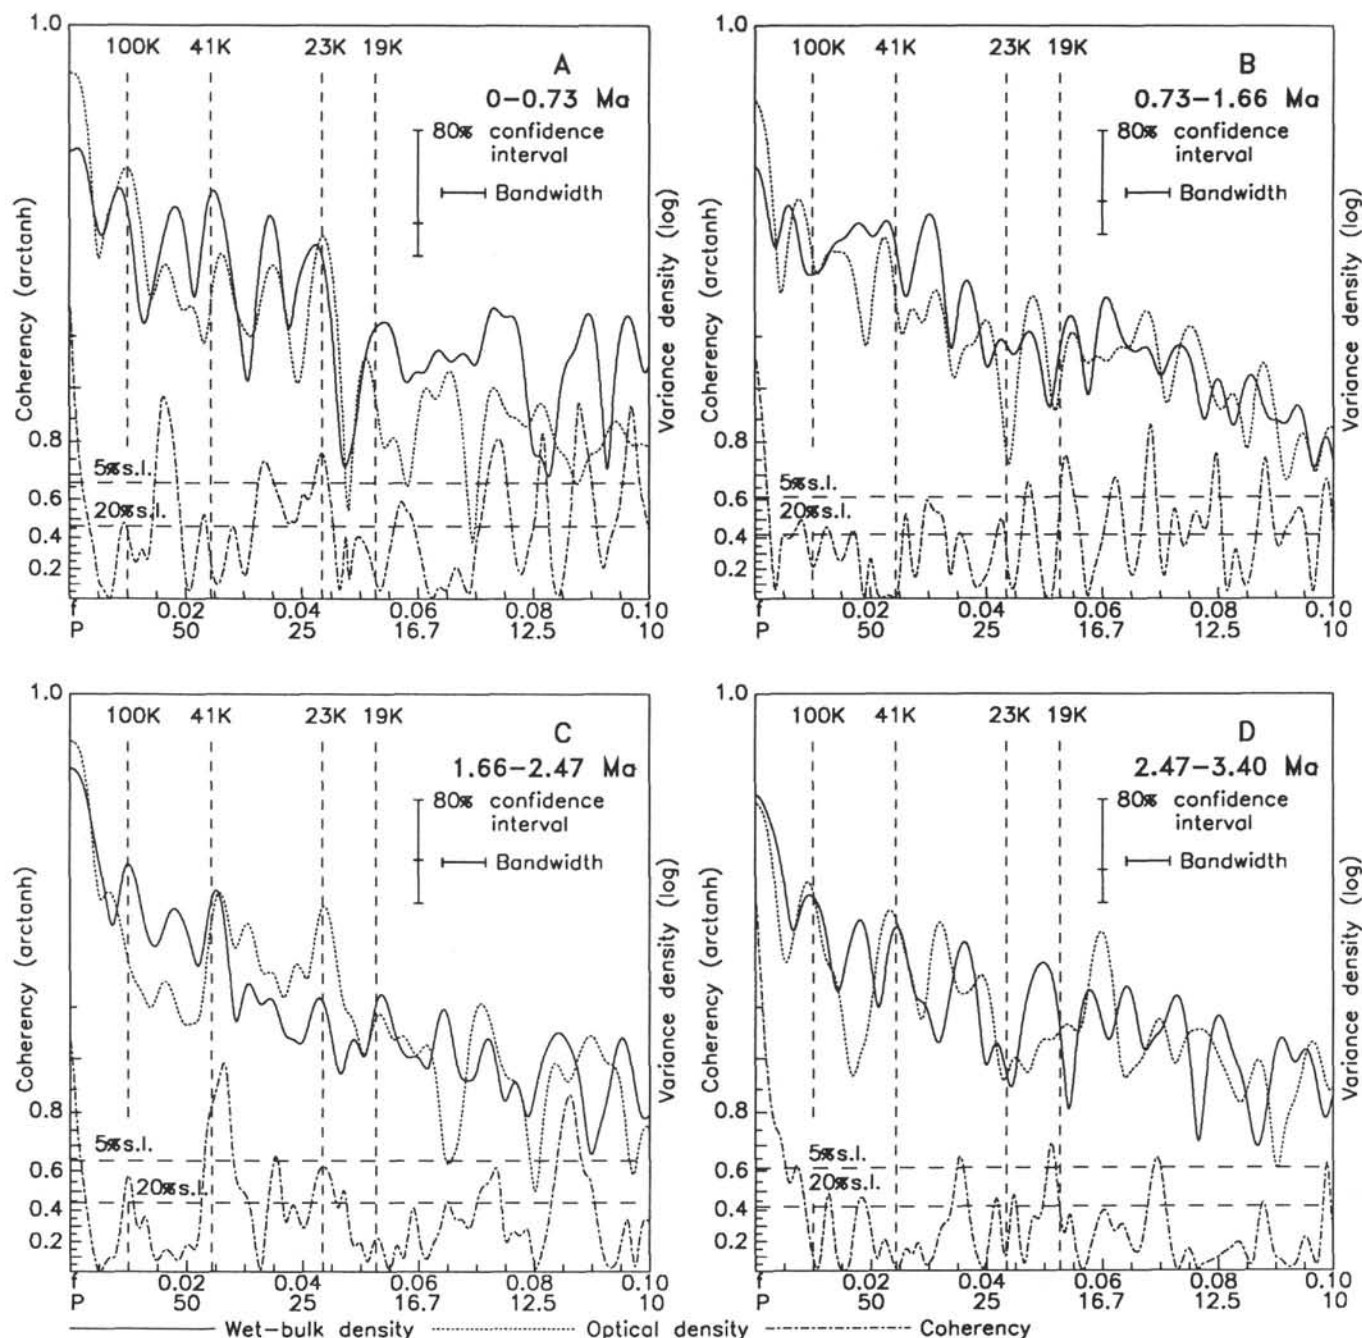 1.0
100K 41K 23K 19K
A
0–0.73 Ma
80% confidence
interval
Bandwidth
Coherency (arctanh)
Variance density (log)
0.8
5%s.l.
0.6
20%s.l.
0.4
0.2
f 0.02 0.04 0.06 0.08 0.10
P 50 25 16.7 12.5 10
100K 41K 23K 19K
B
0.73–1.66 Ma
80% confidence
interval
Bandwidth
Coherency (arctanh)
Variance density (log)
1.0
0.8
5%s.l.
0.6
20%s.l.
0.4
0.2
f 0.02 0.04 0.06 0.08 0.10
P 50 25 16.7 12.5 10
1.0
100K 41K 23K 19K
C
1.66–2.47 Ma
80% confidence
interval
Bandwidth
Coherency (arctanh)
Variance density (log)
0.8
5%s.l.
0.6
20%s.l.
0.4
0.2
f 0.02 0.04 0.06 0.08 0.10
P 50 25 16.7 12.5 10
1.0
100K 41K 23K 19K
D
2.47–3.40 Ma
80% confidence
interval
Bandwidth
Coherency (arctanh)
Variance density (log)
0.8
5%s.l.
0.6
20%s.l.
0.4
0.2
f 0.02 0.04 0.06 0.08 0.10
P 50 25 16.7 12.5 10
Wet–bulk density Optical density Coherency